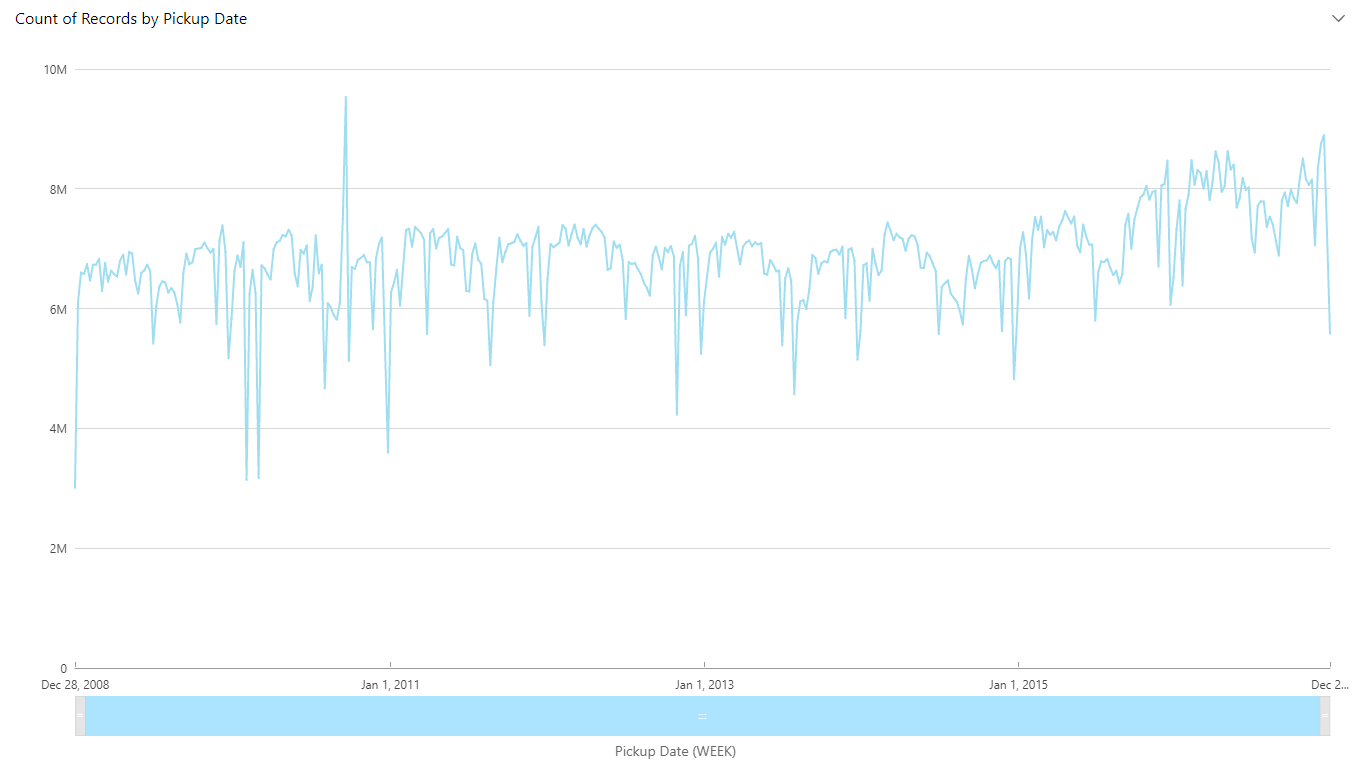 Count of Records by Pickup Date
10M
8M
6M
4M
2M
0
Dec 28, 2008
Jan 1, 2011
Jan 1, 2013
Jan 1, 2015
Dec 2...
Pickup Date (WEEK)